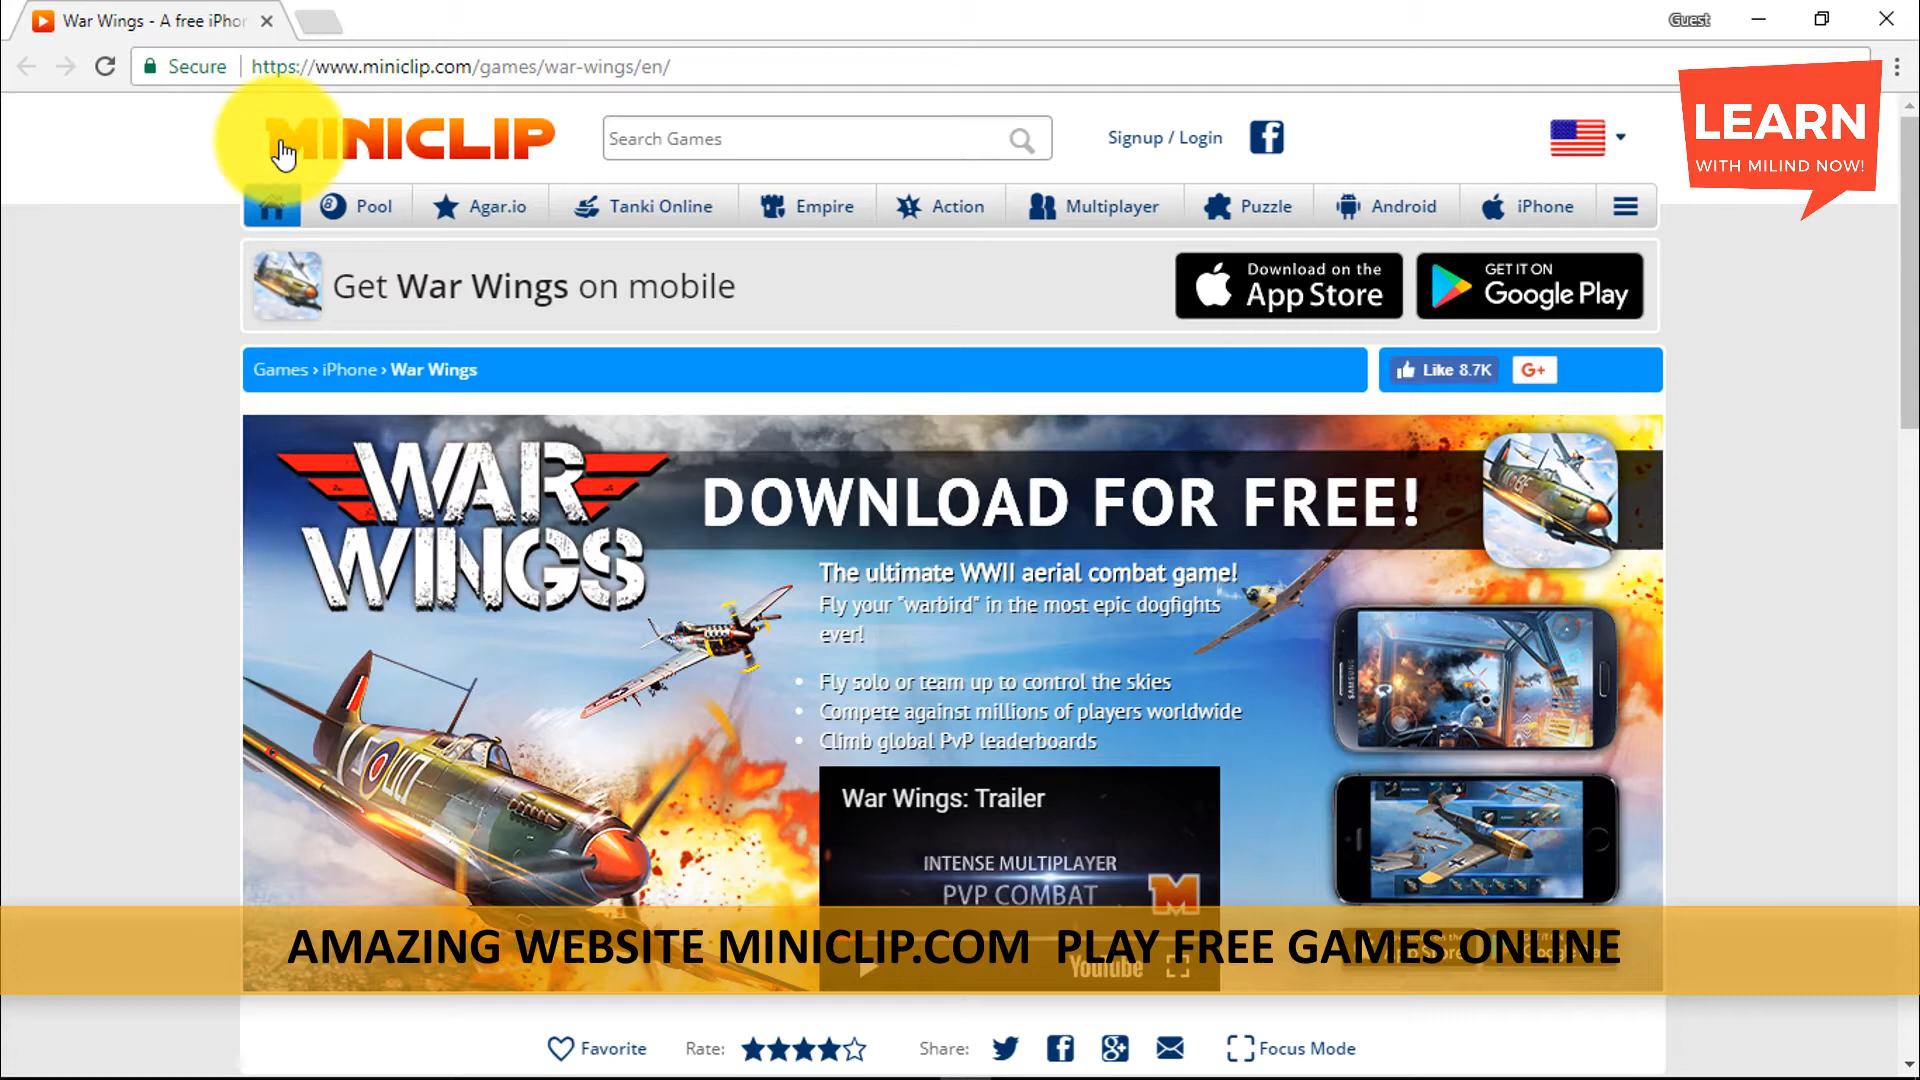 War Wings - A free iPhon
Guest
Secure
https://www.miniclip.com/games/war-wings/en/
MINICLIP
Search Games
Signup / Login
LEARN
WITH MILIND NOW!
Pool
Agar.io
Tanki Online
Empire
Action
Multiplayer
Puzzle
Android
iPhone
Get War Wings on mobile
Download on the
App Store
GET IT ON
Google Play
Games › iPhone › War Wings
Like 8.7K
G+
WAR
WINGS
DOWNLOAD FOR FREE!
The ultimate WWII aerial combat game!
Fly your "warbird" in the most epic dogfights
ever!
• Fly solo or team up to control the skies
• Compete against millions of players worldwide
• Climb global PvP leaderboards
SAMSUNG
War Wings: Trailer
INTENSE MULTIPLAYER
PVP COMBAT
AMAZING WEBSITE MINICLIP.COM PLAY FREE GAMES ONLINE
YouTube
Favorite
Rate:
Share:
Focus Mode